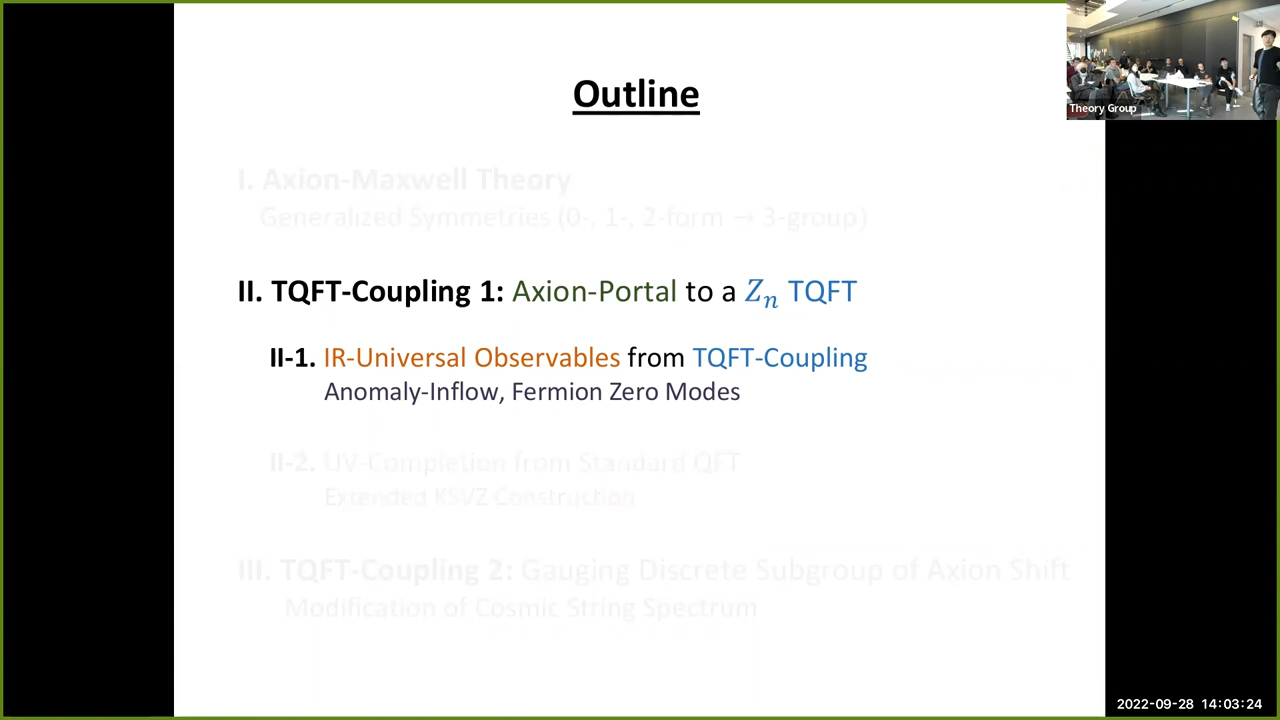 Outline
I. Axion-Maxwell Theory
Generalized Symmetries (0-, 1-, 2-form → 3-group)
II. TQFT-Coupling 1: Axion-Portal to a Zₙ TQFT
II-1. IR-Universal Observables from TQFT-Coupling
Anomaly-Inflow, Fermion Zero Modes
II-2. UV-Completion from Standard QFT
Extended KSVZ Construction
III. TQFT-Coupling 2: Gauging Discrete Subgroup of Axion Shift
Modification of Cosmic String Spectrum
Theory Group
2022-09-28 14:03:24